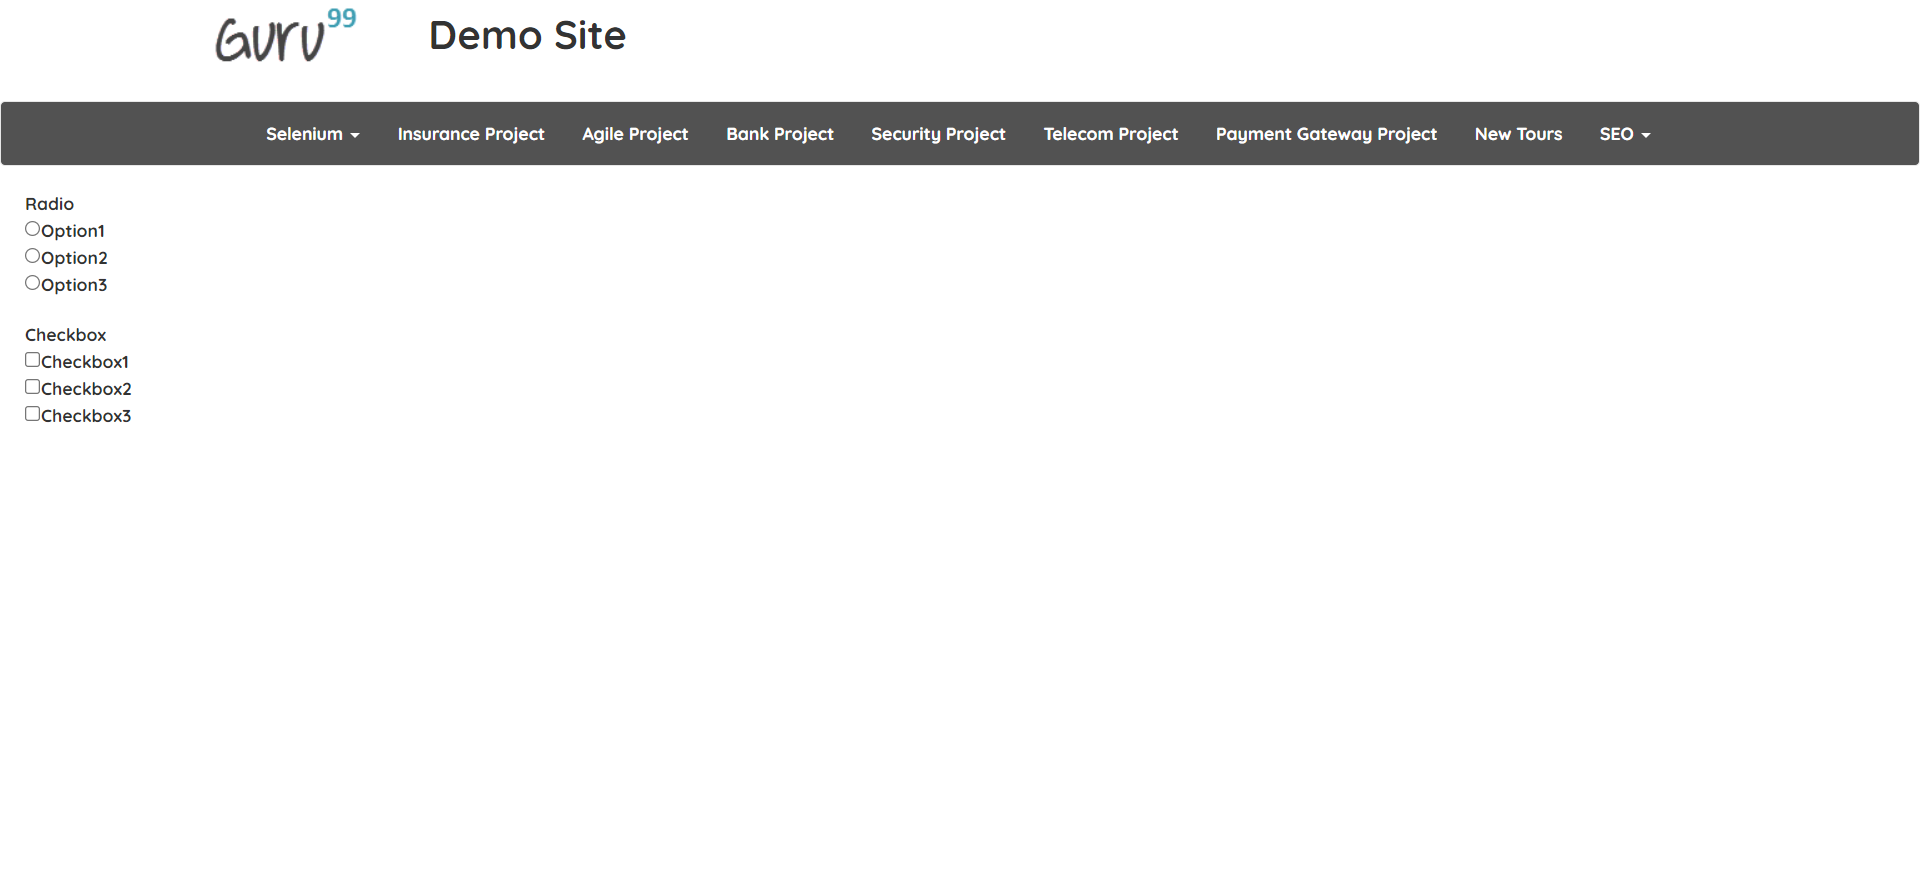 Guru99 Demo Site
Selenium Insurance Project Agile Project Bank Project Security Project Telecom Project Payment Gateway Project New Tours SEO
Radio
Option1
Option2
Option3
Checkbox
Checkbox1
Checkbox2
Checkbox3